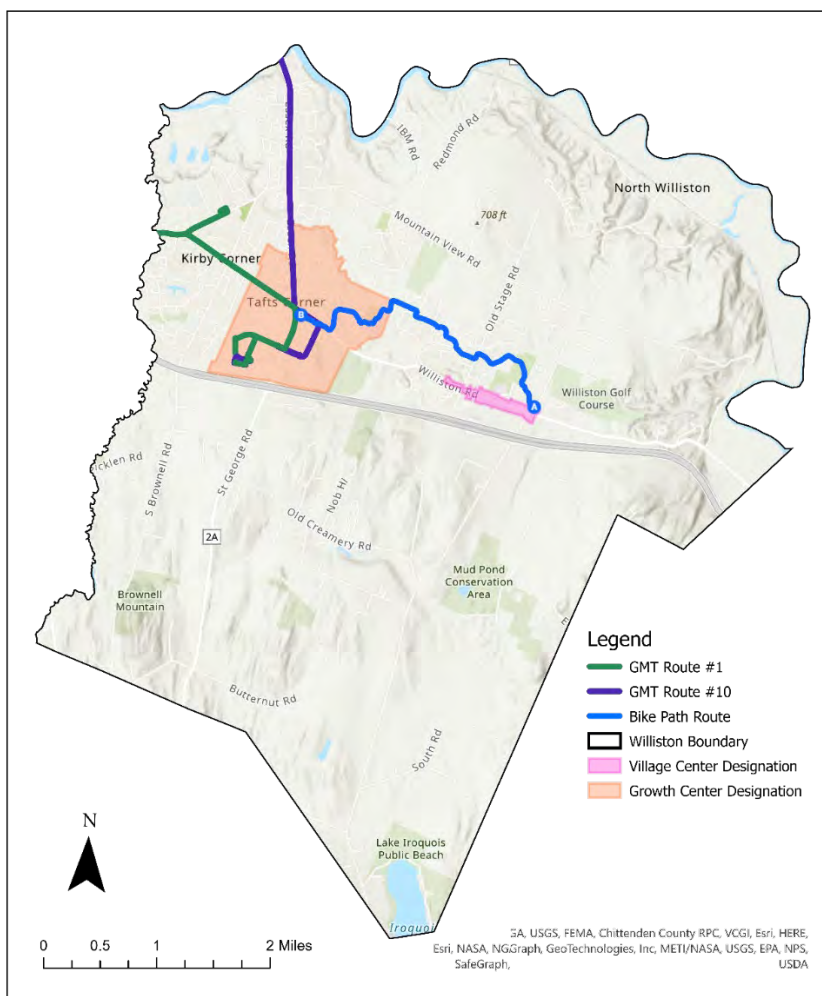 IBM Rd
Redmond Rd
North Williston
708 ft
Mountain View Rd
Kirby Corner
Tafts Corner
B
Old Stage Rd
Williston Rd
Williston Golf
Course
A
cklen Rd
S Brownell Rd
St George Rd
Nob Hl
Old Creamery Rd
2A
Mud Pond
Conservation
Area
Brownell
Mountain
E
Legend
GMT Route #1
GMT Route #10
Bike Path Route
Williston Boundary
Village Center Designation
Growth Center Designation
Butternut Rd
South Rd
N
Lake Iroquois
Public Beach
Iroquoi
0 0.5 1 2 Miles
GA, USGS, FEMA, Chittenden County RPC, VCGI, Esri, HERE,
Esri, NASA, NGA, SafeGraph, GeoTechnologies, Inc, METI/NASA, USGS, EPA, NPS,
USDA